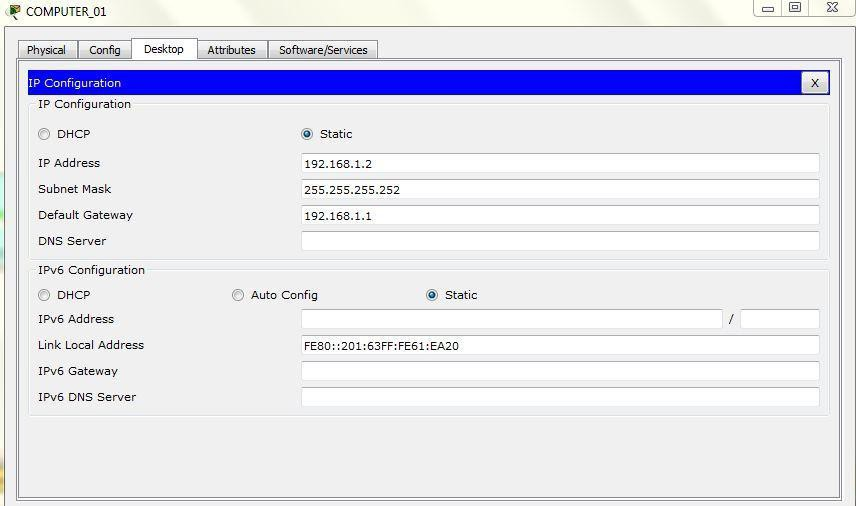 COMPUTER_01
Physical Config Desktop Attributes Software/Services
IP Configuration X
IP Configuration
DHCP Static
IP Address 192.168.1.2
Subnet Mask 255.255.255.252
Default Gateway 192.168.1.1
DNS Server
IPv6 Configuration
DHCP Auto Config Static
IPv6 Address /
Link Local Address FE80::201:63FF:FE61:EA20
IPv6 Gateway
IPv6 DNS Server